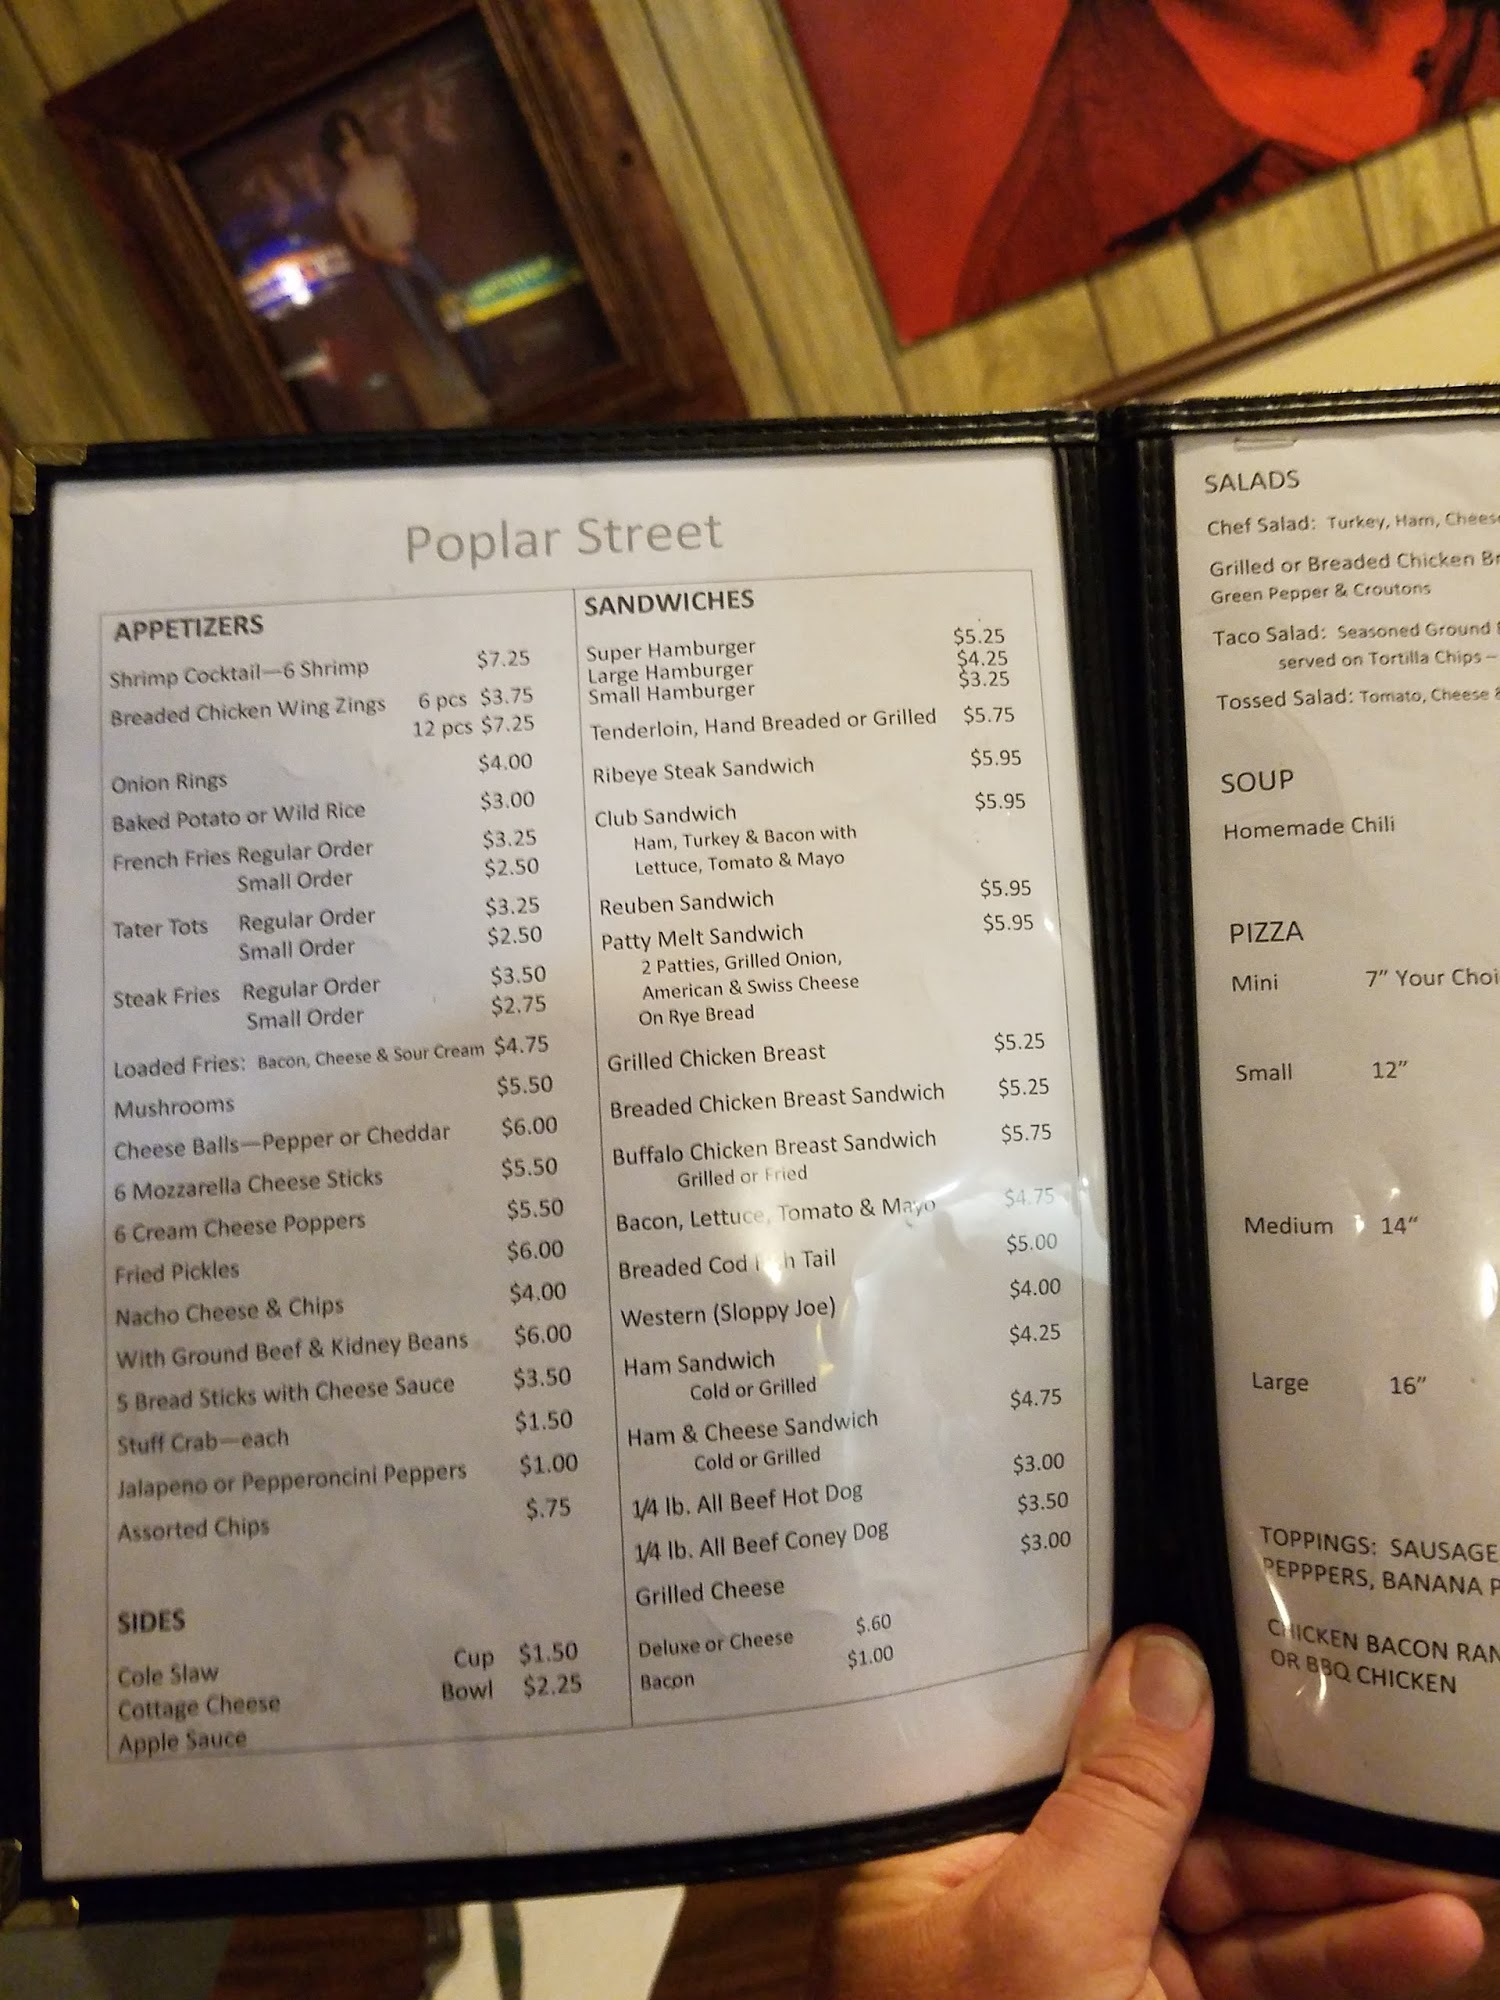 Poplar Street
APPETIZERS
Shrimp Cocktail—6 Shrimp $7.25
Breaded Chicken Wing Zings 6 pcs $3.75
12 pcs $7.25
Onion Rings $4.00
Baked Potato or Wild Rice $3.00
French Fries Regular Order $3.25
Small Order $2.50
Tater Tots Regular Order $3.25
Small Order $2.50
Steak Fries Regular Order $3.50
Small Order $2.75
Loaded Fries: Bacon, Cheese & Sour Cream $4.75
Mushrooms $5.50
Cheese Balls—Pepper or Cheddar $6.00
6 Mozzarella Cheese Sticks $5.50
6 Cream Cheese Poppers $5.50
Fried Pickles $6.00
Nacho Cheese & Chips $4.00
With Ground Beef & Kidney Beans $6.00
5 Bread Sticks with Cheese Sauce $3.50
Stuff Crab—each $1.50
Jalapeno or Pepperoncini Peppers $1.00
Assorted Chips $.75
SIDES
Cole Slaw Cup $1.50
Cottage Cheese Bowl $2.25
Apple Sauce
SANDWICHES
Super Hamburger $5.25
Large Hamburger $4.25
Small Hamburger $3.25
Tenderloin, Hand Breaded or Grilled $5.75
Ribeye Steak Sandwich $5.95
Club Sandwich $5.95
Ham, Turkey & Bacon with
Lettuce, Tomato & Mayo
Reuben Sandwich $5.95
Patty Melt Sandwich $5.95
2 Patties, Grilled Onion,
American & Swiss Cheese
On Rye Bread
Grilled Chicken Breast $5.25
Breaded Chicken Breast Sandwich $5.25
Buffalo Chicken Breast Sandwich $5.75
Grilled or Fried
Bacon, Lettuce, Tomato & Mayo $4.75
Breaded Cod Tail $5.00
Western (Sloppy Joe) $4.00
Ham Sandwich $4.25
Cold or Grilled
Ham & Cheese Sandwich $4.75
Cold or Grilled
1/4 lb. All Beef Hot Dog $3.00
1/4 lb. All Beef Coney Dog $3.50
Grilled Cheese $3.00
Deluxe or Cheese $.60
Bacon $1.00
SALADS
Chef Salad: Turkey, Ham, Cheese
Grilled or Breaded Chicken
Green Pepper & Croutons
Taco Salad: Seasoned Ground
served on Tortilla Chips –
Tossed Salad: Tomato, Cheese &
SOUP
Homemade Chili
PIZZA
Mini 7” Your
Small 12”
Medium 14“
Large 16”
TOPPINGS: SAUSAGE
PEPPPERS, BANANA
CHICKEN BACON
OR BBQ CHICKEN